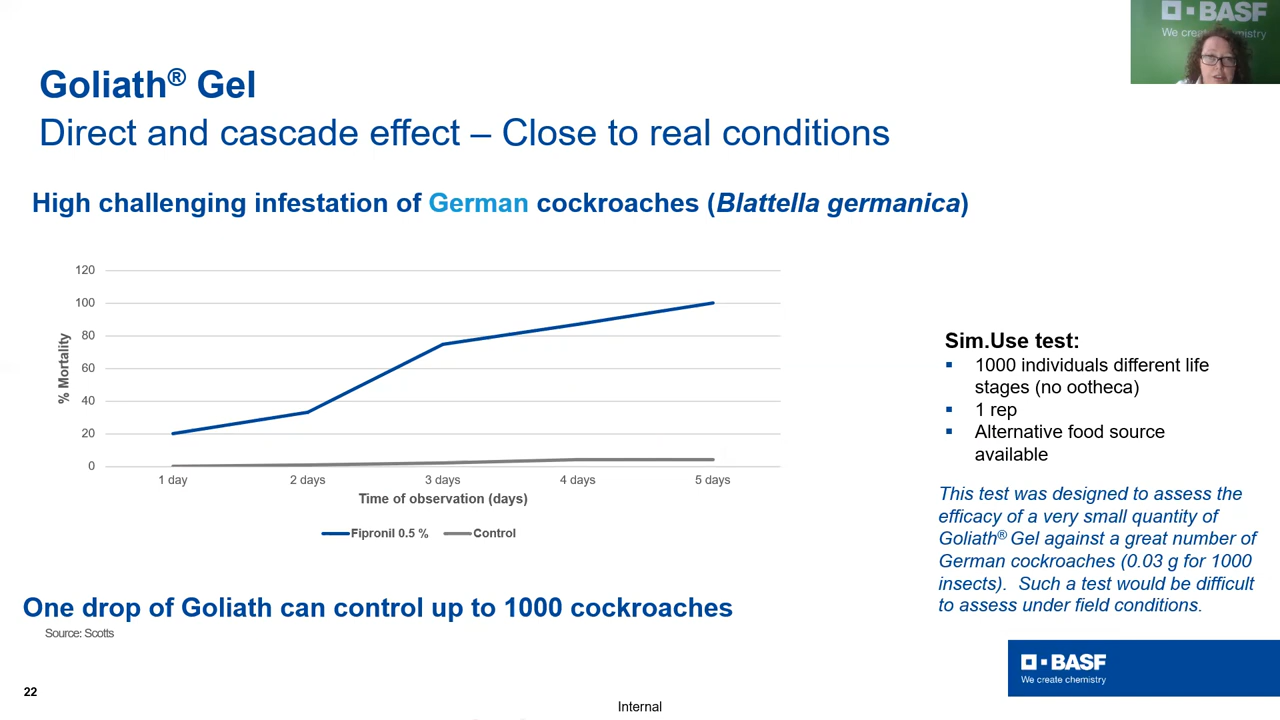 BASF
We create chemistry
Goliath® Gel
Direct and cascade effect – Close to real conditions
High challenging infestation of German cockroaches (Blattella germanica)
120
100
80
60
40
20
0
% Mortality
1 day 2 days 3 days 4 days 5 days
Time of observation (days)
Fipronil 0.5 % Control
Sim.Use test:
▪ 1000 individuals different life
stages (no ootheca)
▪ 1 rep
▪ Alternative food source
available
This test was designed to assess the
efficacy of a very small quantity of
Goliath® Gel against a great number of
German cockroaches (0.03 g for 1000
insects). Such a test would be difficult
to assess under field conditions.
One drop of Goliath can control up to 1000 cockroaches
Source: Scotts
BASF
We create chemistry
22
Internal